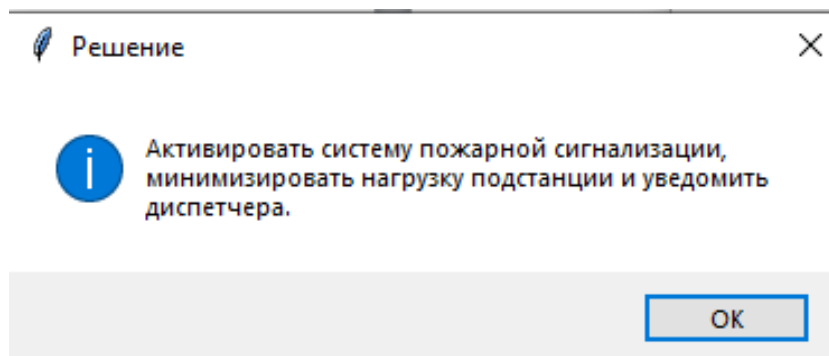 Решение
Активировать систему пожарной сигнализации,
минимизировать нагрузку подстанции и уведомить
диспетчера.
OK